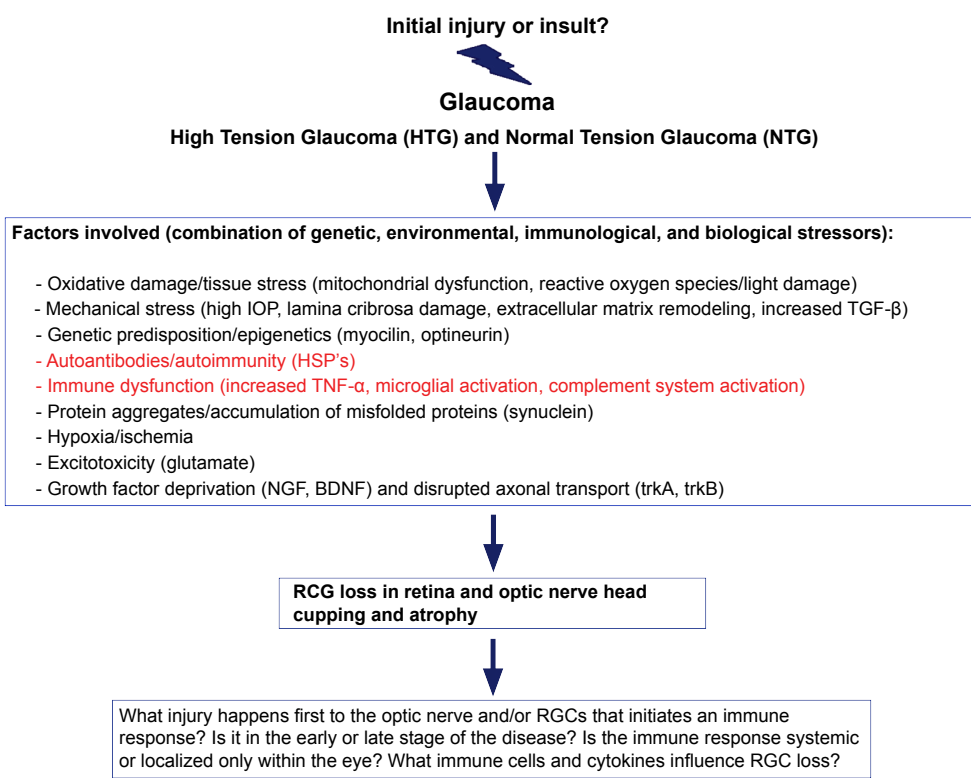 Initial injury or insult?
Glaucoma
High Tension Glaucoma (HTG) and Normal Tension Glaucoma (NTG)
Factors involved (combination of genetic, environmental, immunological, and biological stressors):
- Oxidative damage/tissue stress (mitochondrial dysfunction, reactive oxygen species/light damage)
- Mechanical stress (high IOP, lamina cribrosa damage, extracellular matrix remodeling, increased TGF-β)
- Genetic predisposition/epigenetics (myocilin, optineurin)
- Autoantibodies/autoimmunity (HSP's)
- Immune dysfunction (increased TNF-α, microglial activation, complement system activation)
- Protein aggregates/accumulation of misfolded proteins (synuclein)
- Hypoxia/ischemia
- Excitotoxicity (glutamate)
- Growth factor deprivation (NGF, BDNF) and disrupted axonal transport (trkA, trkB)
RCG loss in retina and optic nerve head
cupping and atrophy
What injury happens first to the optic nerve and/or RGCs that initiates an immune
response? Is it in the early or late stage of the disease? Is the immune response systemic
or localized only within the eye? What immune cells and cytokines influence RGC loss?